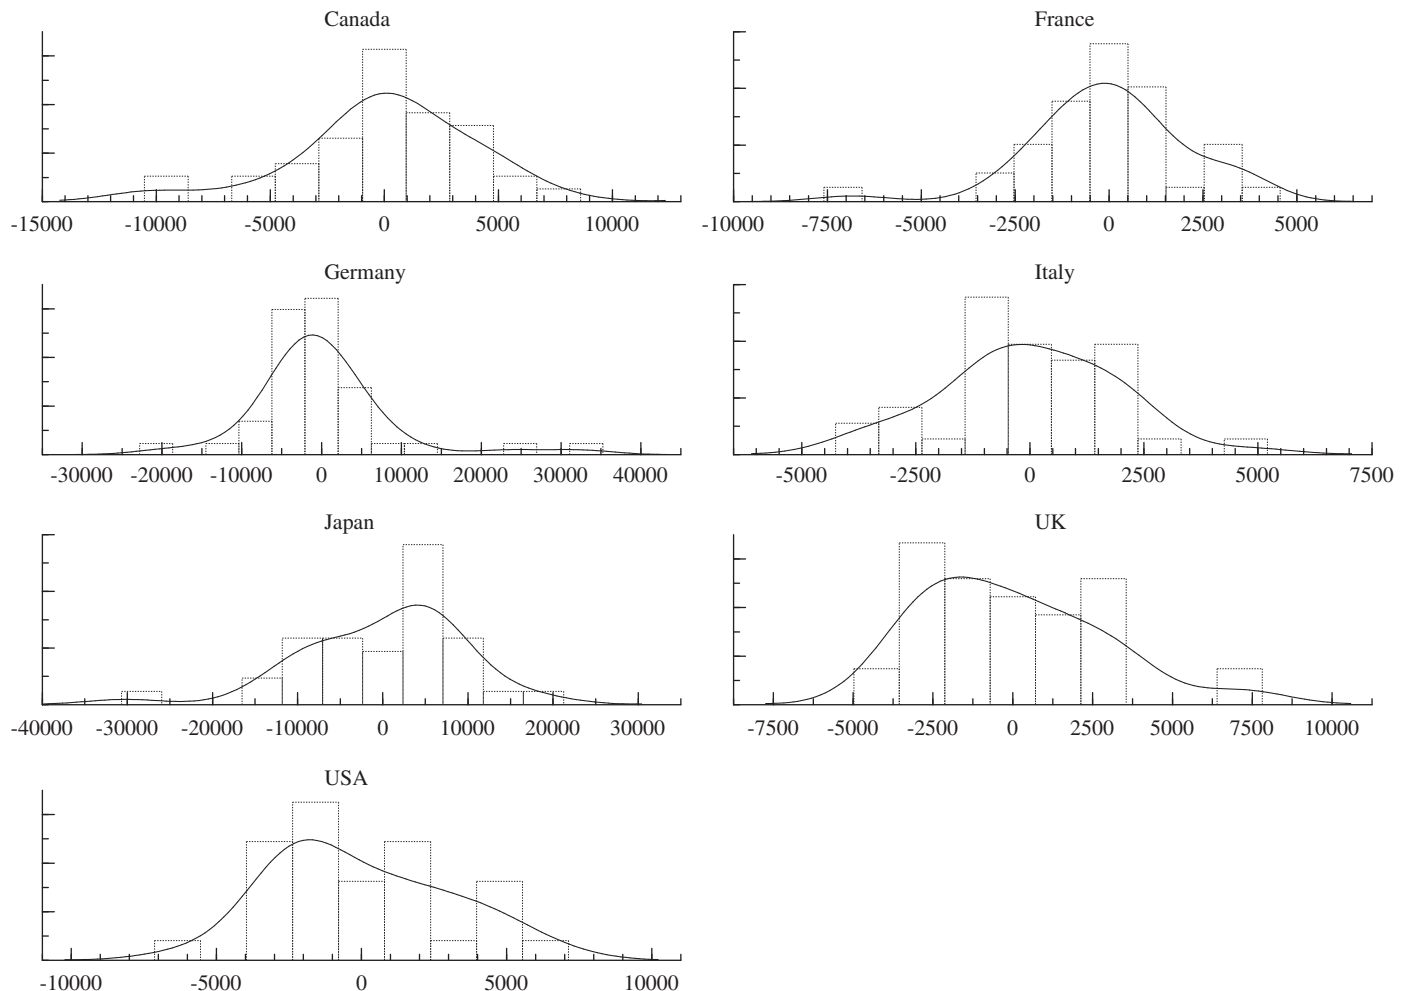 Canada
-15000 -10000 -5000 0 5000 10000
France
-10000 -7500 -5000 -2500 0 2500 5000
Germany
-30000 -20000 -10000 0 10000 20000 30000 40000
Italy
-5000 -2500 0 2500 5000 7500
Japan
-40000 -30000 -20000 -10000 0 10000 20000 30000
UK
-7500 -5000 -2500 0 2500 5000 7500 10000
USA
-10000 -5000 0 5000 10000